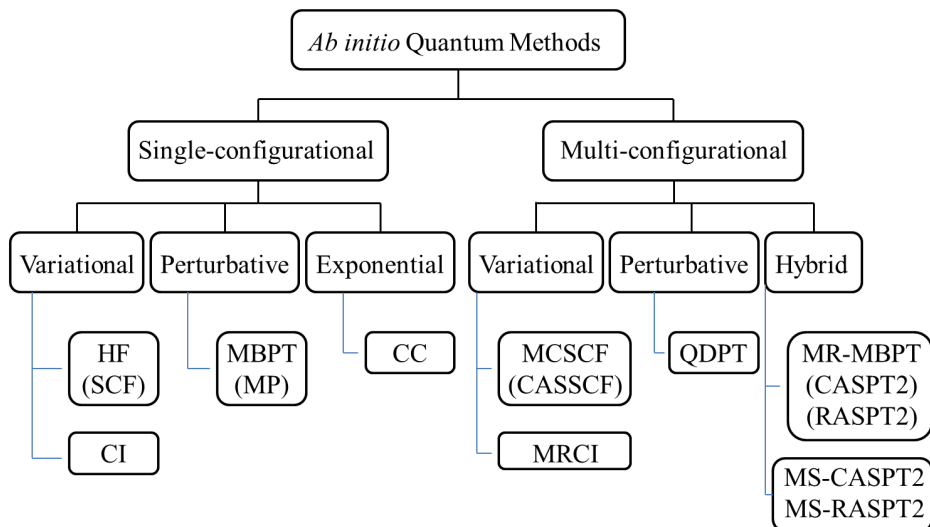 Ab initio Quantum Methods
Single-configurational
Multi-configurational
Variational
Perturbative
Exponential
Variational
Perturbative
Hybrid
HF
(SCF)
MBPT
(MP)
CC
MCSCF
(CASSCF)
QDPT
MR-MBPT
(CASPT2)
(RASPT2)
CI
MRCI
MS-CASPT2
MS-RASPT2